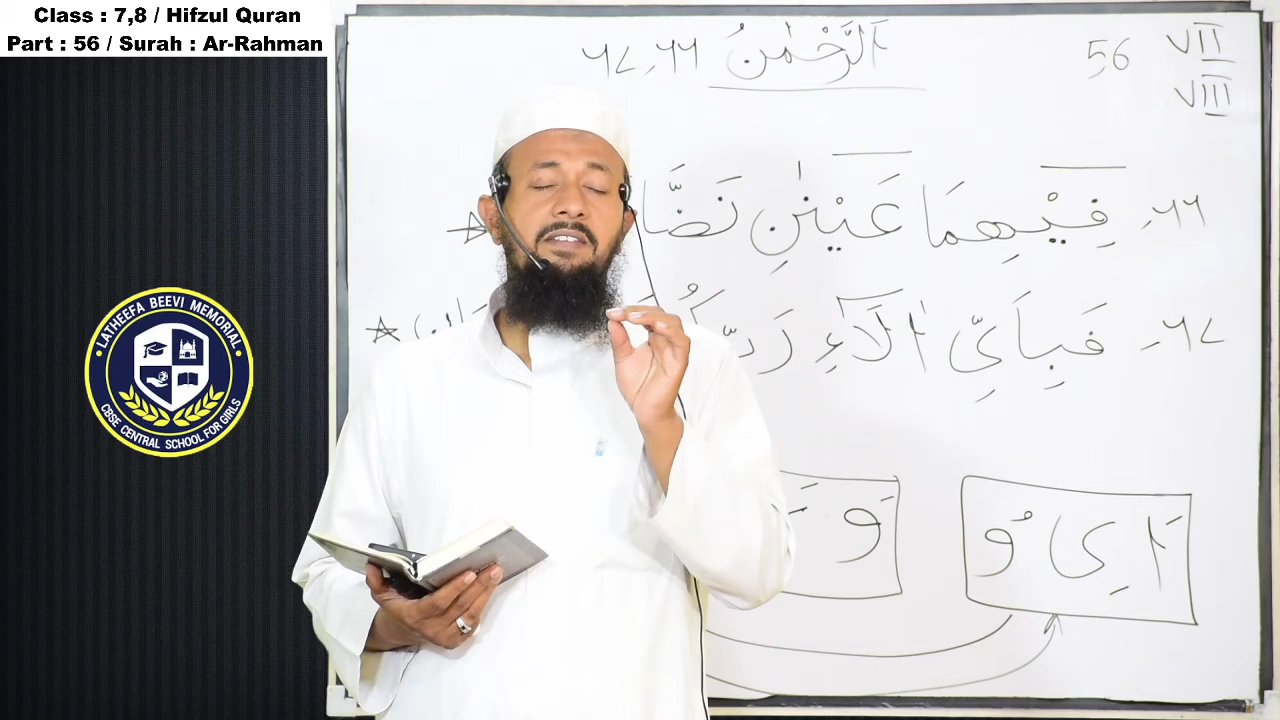 Class : 7,8 / Hifzul Quran
Part : 56 / Surah : Ar-Rahman
اَلرَّحْمٰنُ ٦٦،٦٧
56
VII
VIII
٦٦۔ فِيْهِمَا عَيْنٰنِ نَضَّا
٦٧۔ فَبِاَيِّ اٰلَآءِ رَ
اَ يِ وُ
وَ
LATHEEFA BEEVI MEMORIAL
CBSE CENTRAL SCHOOL FOR GIRLS